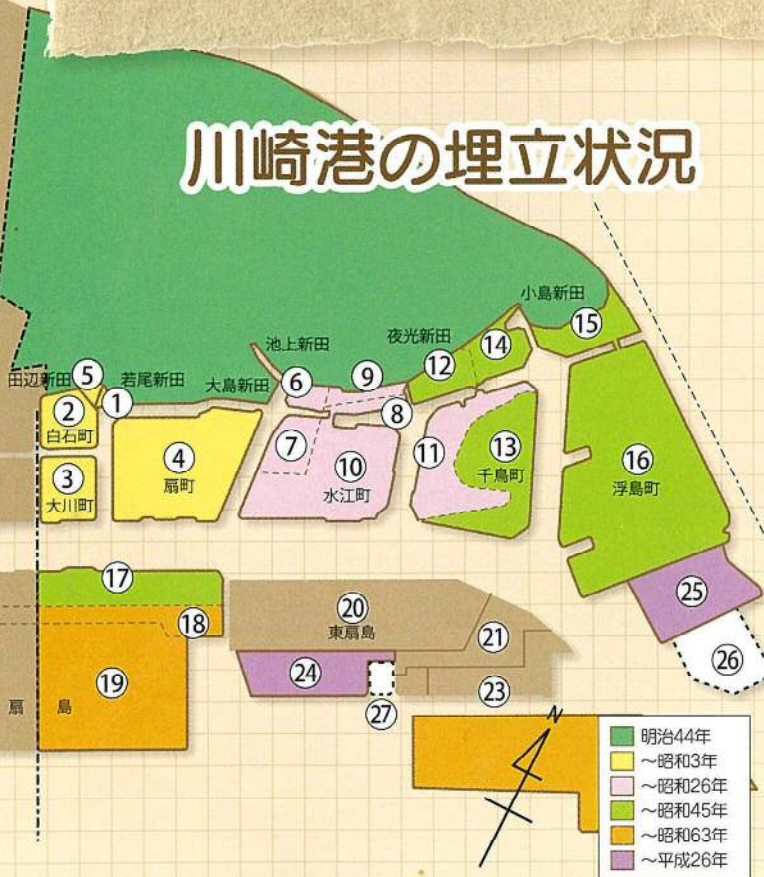 川崎港の埋立状況
小島新田
⑮
池上新田
夜光新田
⑭
⑫
田辺新田
⑤
若尾新田
大島新田
⑥
⑨
②
①
白石町
⑧
⑦
④
扇町
⑩
水江町
⑪
⑬
千鳥町
⑯
浮島町
③
大川町
⑰
⑱
⑳
東扇島
㉑
㉕
⑲
扇島
㉔
㉗
㉓
㉖
N
明治44年
~昭和3年
~昭和26年
~昭和45年
~昭和63年
~平成26年